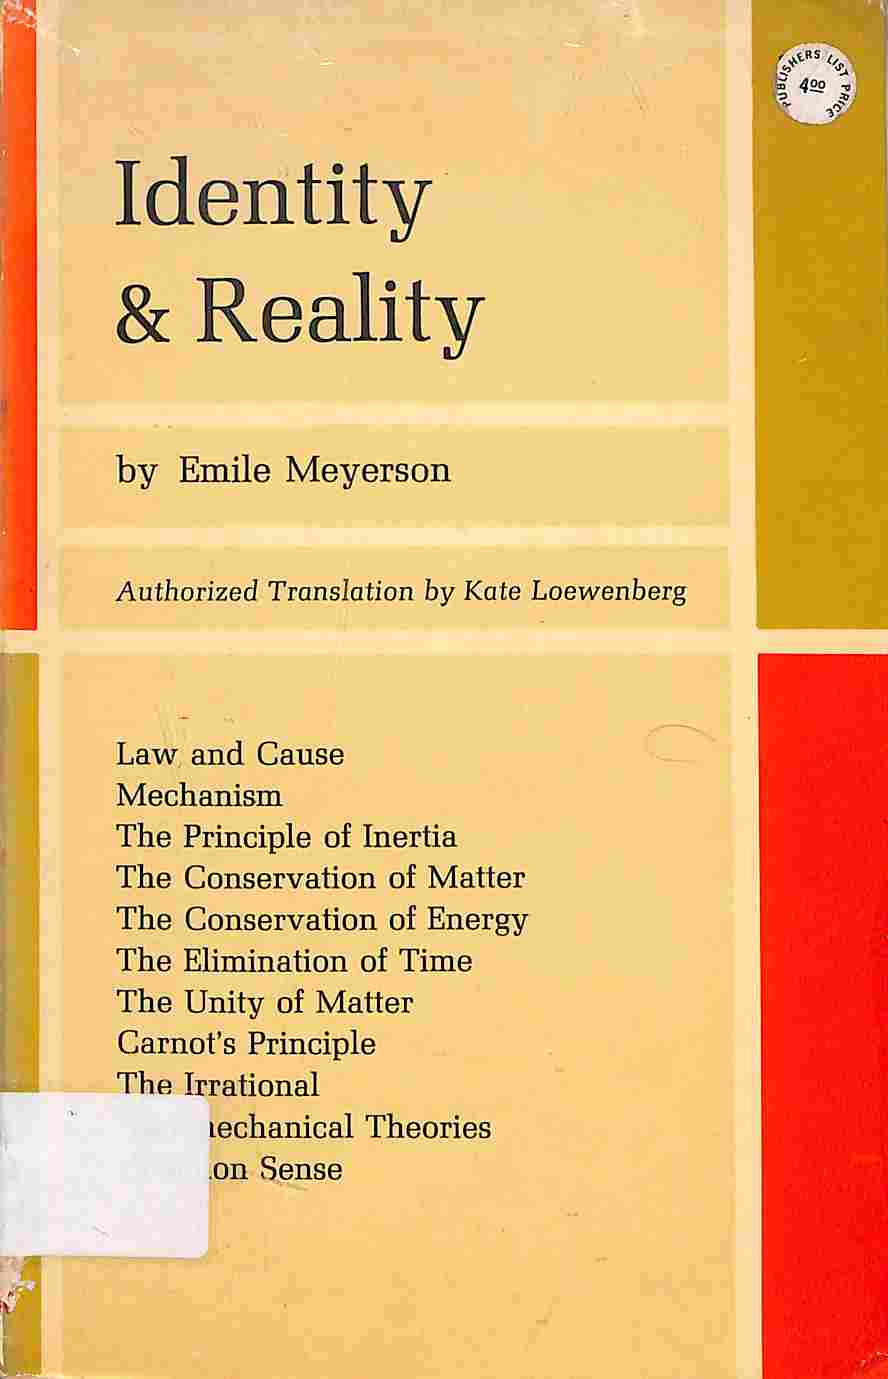 PUBLISHERS LIST PRICE
4.00
Identity
& Reality
by Emile Meyerson
Authorized Translation by Kate Loewenberg
Law and Cause
Mechanism
The Principle of Inertia
The Conservation of Matter
The Conservation of Energy
The Elimination of Time
The Unity of Matter
Carnot's Principle
The Irrational
Theories
Sense